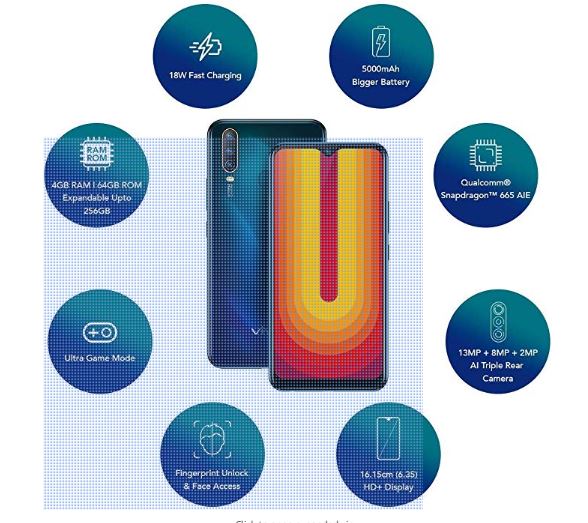 18W Fast Charging
5000mAh
Bigger Battery
RAM
ROM
4GB RAM | 64GB ROM
Expandable Upto
256GB
Qualcomm®
Snapdragon™ 665 AIE
Ultra Game Mode
13MP + 8MP + 2MP
AI Triple Rear
Camera
Fingerprint Unlock
& Face Access
16.15cm (6.35)
HD+ Display